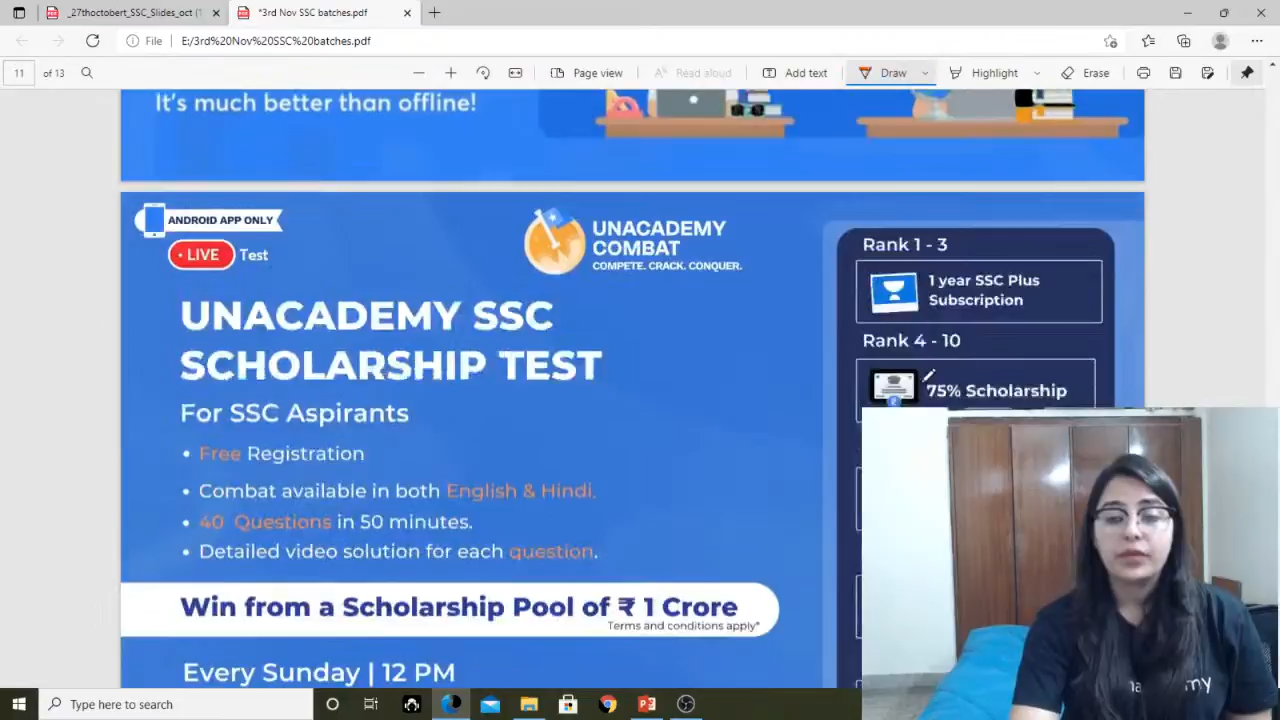 _27thoctobert_SSC_Slides_oct (1
*3rd Nov SSC batches.pdf
File
E:/3rd%20Nov%20SSC%20batches.pdf
11 of 13
Page view
Read aloud
Add text
Draw
Highlight
Erase
It's much better than offline!
ANDROID APP ONLY
• LIVE Test
UNACADEMY
COMBAT
COMPETE. CRACK. CONQUER.
UNACADEMY SSC
SCHOLARSHIP TEST
For SSC Aspirants
• Free Registration
• Combat available in both English & Hindi.
• 40 Questions in 50 minutes.
• Detailed video solution for each question.
Win from a Scholarship Pool of ₹ 1 Crore
Terms and conditions apply*
Every Sunday | 12 PM
Rank 1 - 3
1 year SSC Plus
Subscription
Rank 4 - 10
75% Scholarship
Type here to search